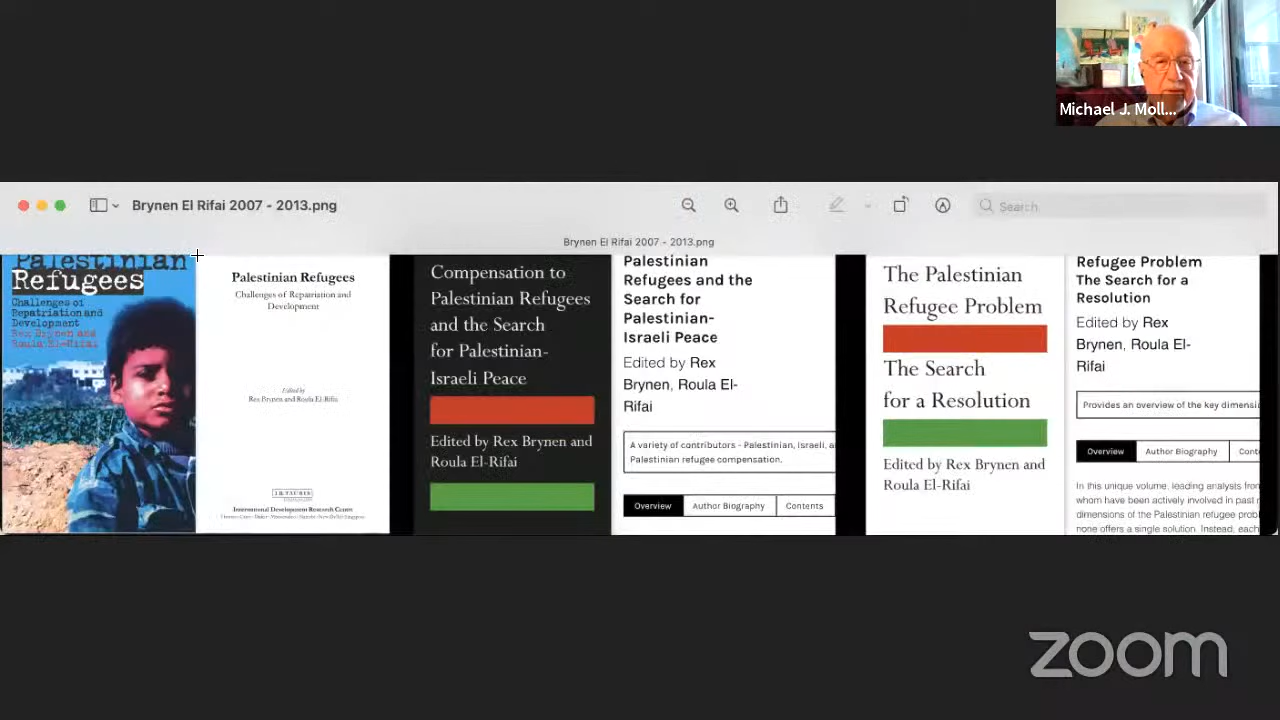 Michael J. Moll...
Brynen El Rifai 2007 - 2013.png
Search
Brynen El Rifai 2007 - 2013.png
Palestinian
Refugees
Challenges of
Repatriation and
Development
Rex Brynen and
Roula El-Rifai
Palestinian Refugees
Challenges of Repatriation and
Development
Edited by
Rex Brynen and Roula El-Rifai
I.B.TAURIS
International Development Research Centre
Compensation to
Palestinian Refugees
and the Search
for Palestinian-
Israeli Peace
Edited by Rex Brynen and
Roula El-Rifai
Palestinian
Refugees and the
Search for
Palestinian-
Israeli Peace
Edited by Rex
Brynen, Roula El-
Rifai
A variety of contributors - Palestinian, Israeli, a
Palestinian refugee compensation.
Overview Author Biography Contents
The Palestinian
Refugee Problem
The Search
for a Resolution
Edited by Rex Brynen and
Roula El-Rifai
Refugee Problem
The Search for a
Resolution
Edited by Rex
Brynen, Roula El-
Rifai
Provides an overview of the key dimensi
Overview Author Biography Conte
In this unique volume, leading analysts from
whom have been actively involved in past
dimensions of the Palestinian refugee prob
none offers a single solution. Instead, each
zoom